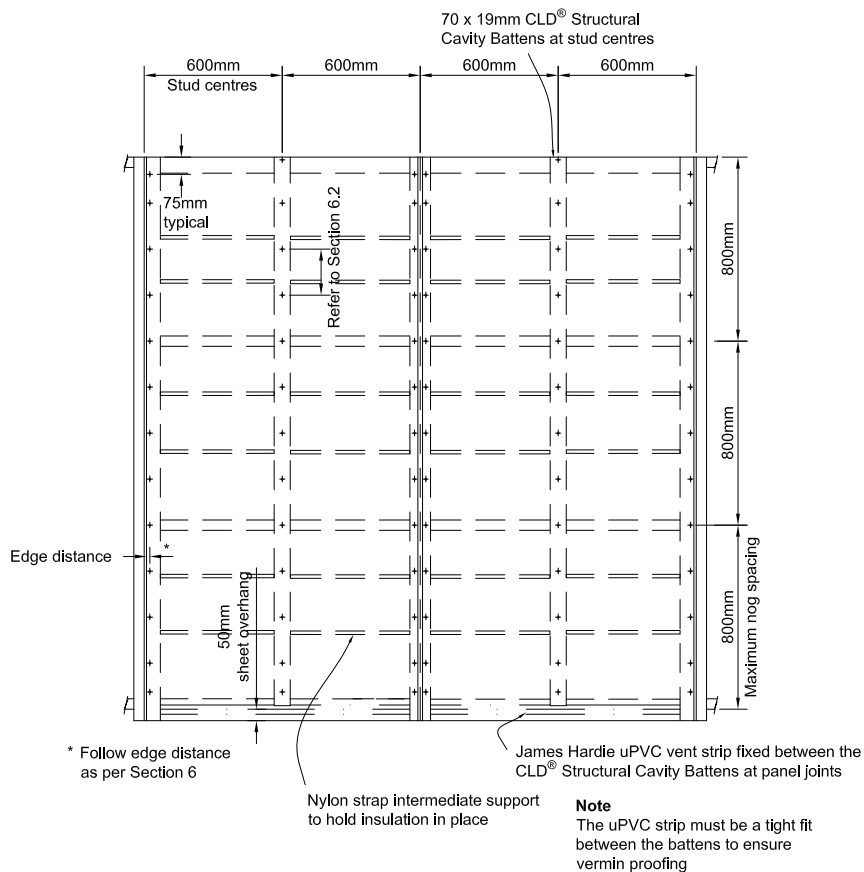 70 x 19mm CLD® Structural
Cavity Battens at stud centres
600mm
600mm
600mm
600mm
Stud centres
75mm
typical
Refer to Section 6.2
800mm
800mm
800mm
Maximum nog spacing
Edge distance
*
50mm
sheet overhang
* Follow edge distance
as per Section 6
Nylon strap intermediate support
to hold insulation in place
James Hardie uPVC vent strip fixed between the
CLD® Structural Cavity Battens at panel joints
Note
The uPVC strip must be a tight fit
between the battens to ensure
vermin proofing